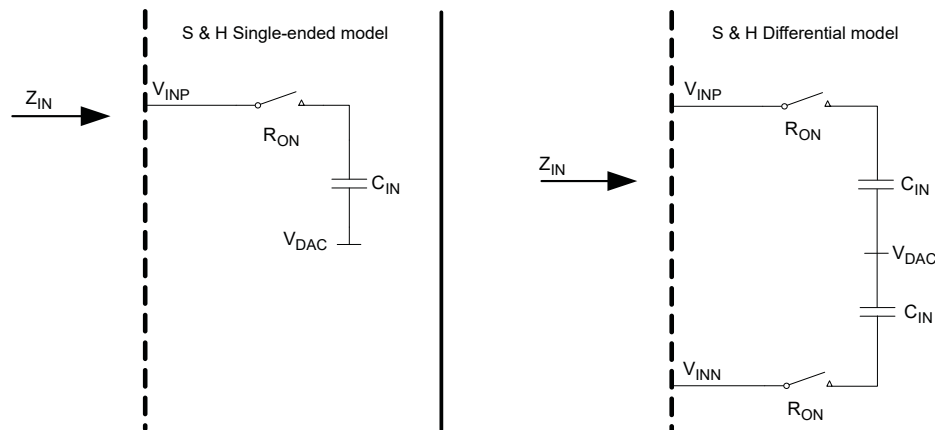 S & H Single-ended model
Z_IN
V_INP
R_ON
C_IN
V_DAC
S & H Differential model
V_INP
R_ON
Z_IN
C_IN
V_DAC
C_IN
V_INN
R_ON